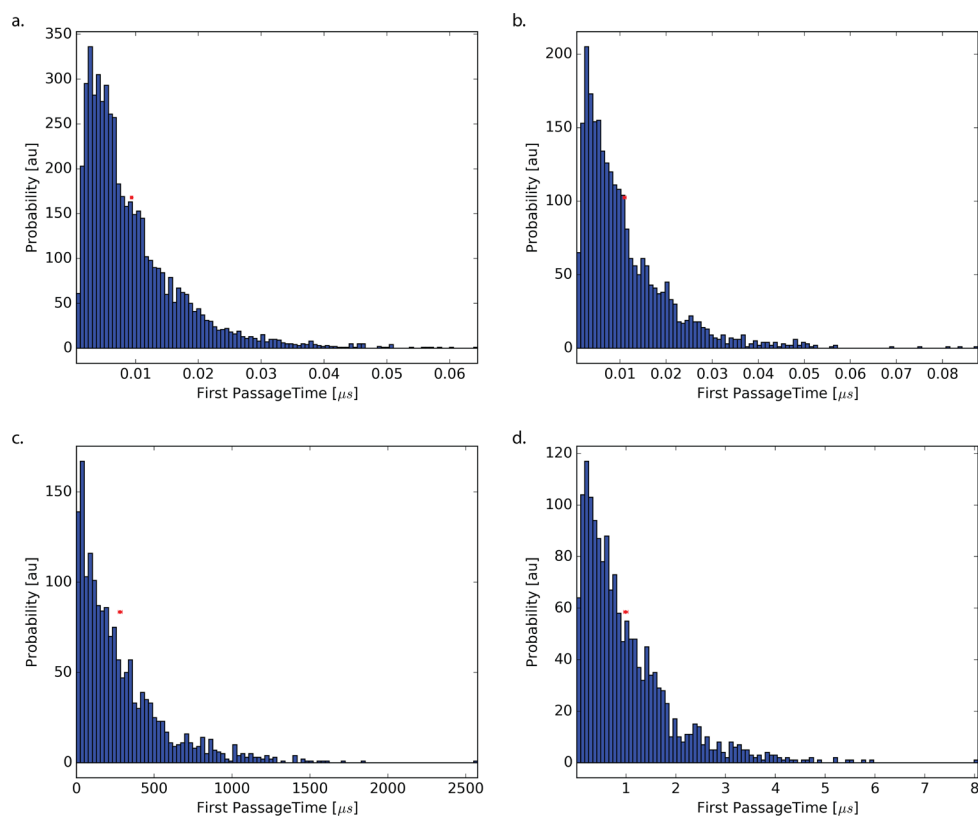 a.
350
300
250
200
150
100
50
0
Probability [au]
0.01 0.02 0.03 0.04 0.05 0.06
First PassageTime [μs]
b.
200
150
100
50
0
Probability [au]
0.01 0.02 0.03 0.04 0.05 0.06 0.07 0.08
First PassageTime [μs]
c.
150
100
50
0
Probability [au]
0 500 1000 1500 2000 2500
First PassageTime [μs]
d.
120
100
80
60
40
20
0
Probability [au]
1 2 3 4 5 6 7 8
First PassageTime [μs]